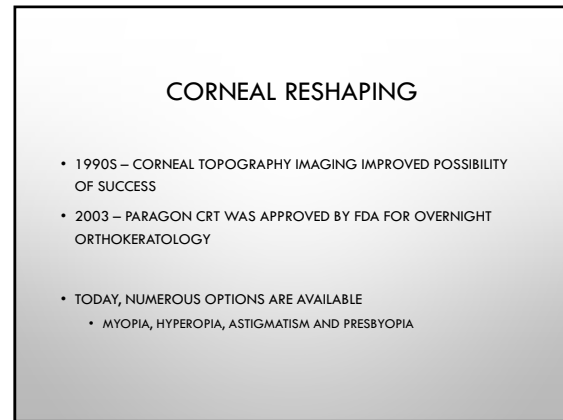 CORNEAL RESHAPING
• 1990S – CORNEAL TOPOGRAPHY IMAGING IMPROVED POSSIBILITY
OF SUCCESS
• 2003 – PARAGON CRT WAS APPROVED BY FDA FOR OVERNIGHT
ORTHOKERATOLOGY
• TODAY, NUMEROUS OPTIONS ARE AVAILABLE
• MYOPIA, HYPEROPIA, ASTIGMATISM AND PRESBYOPIA